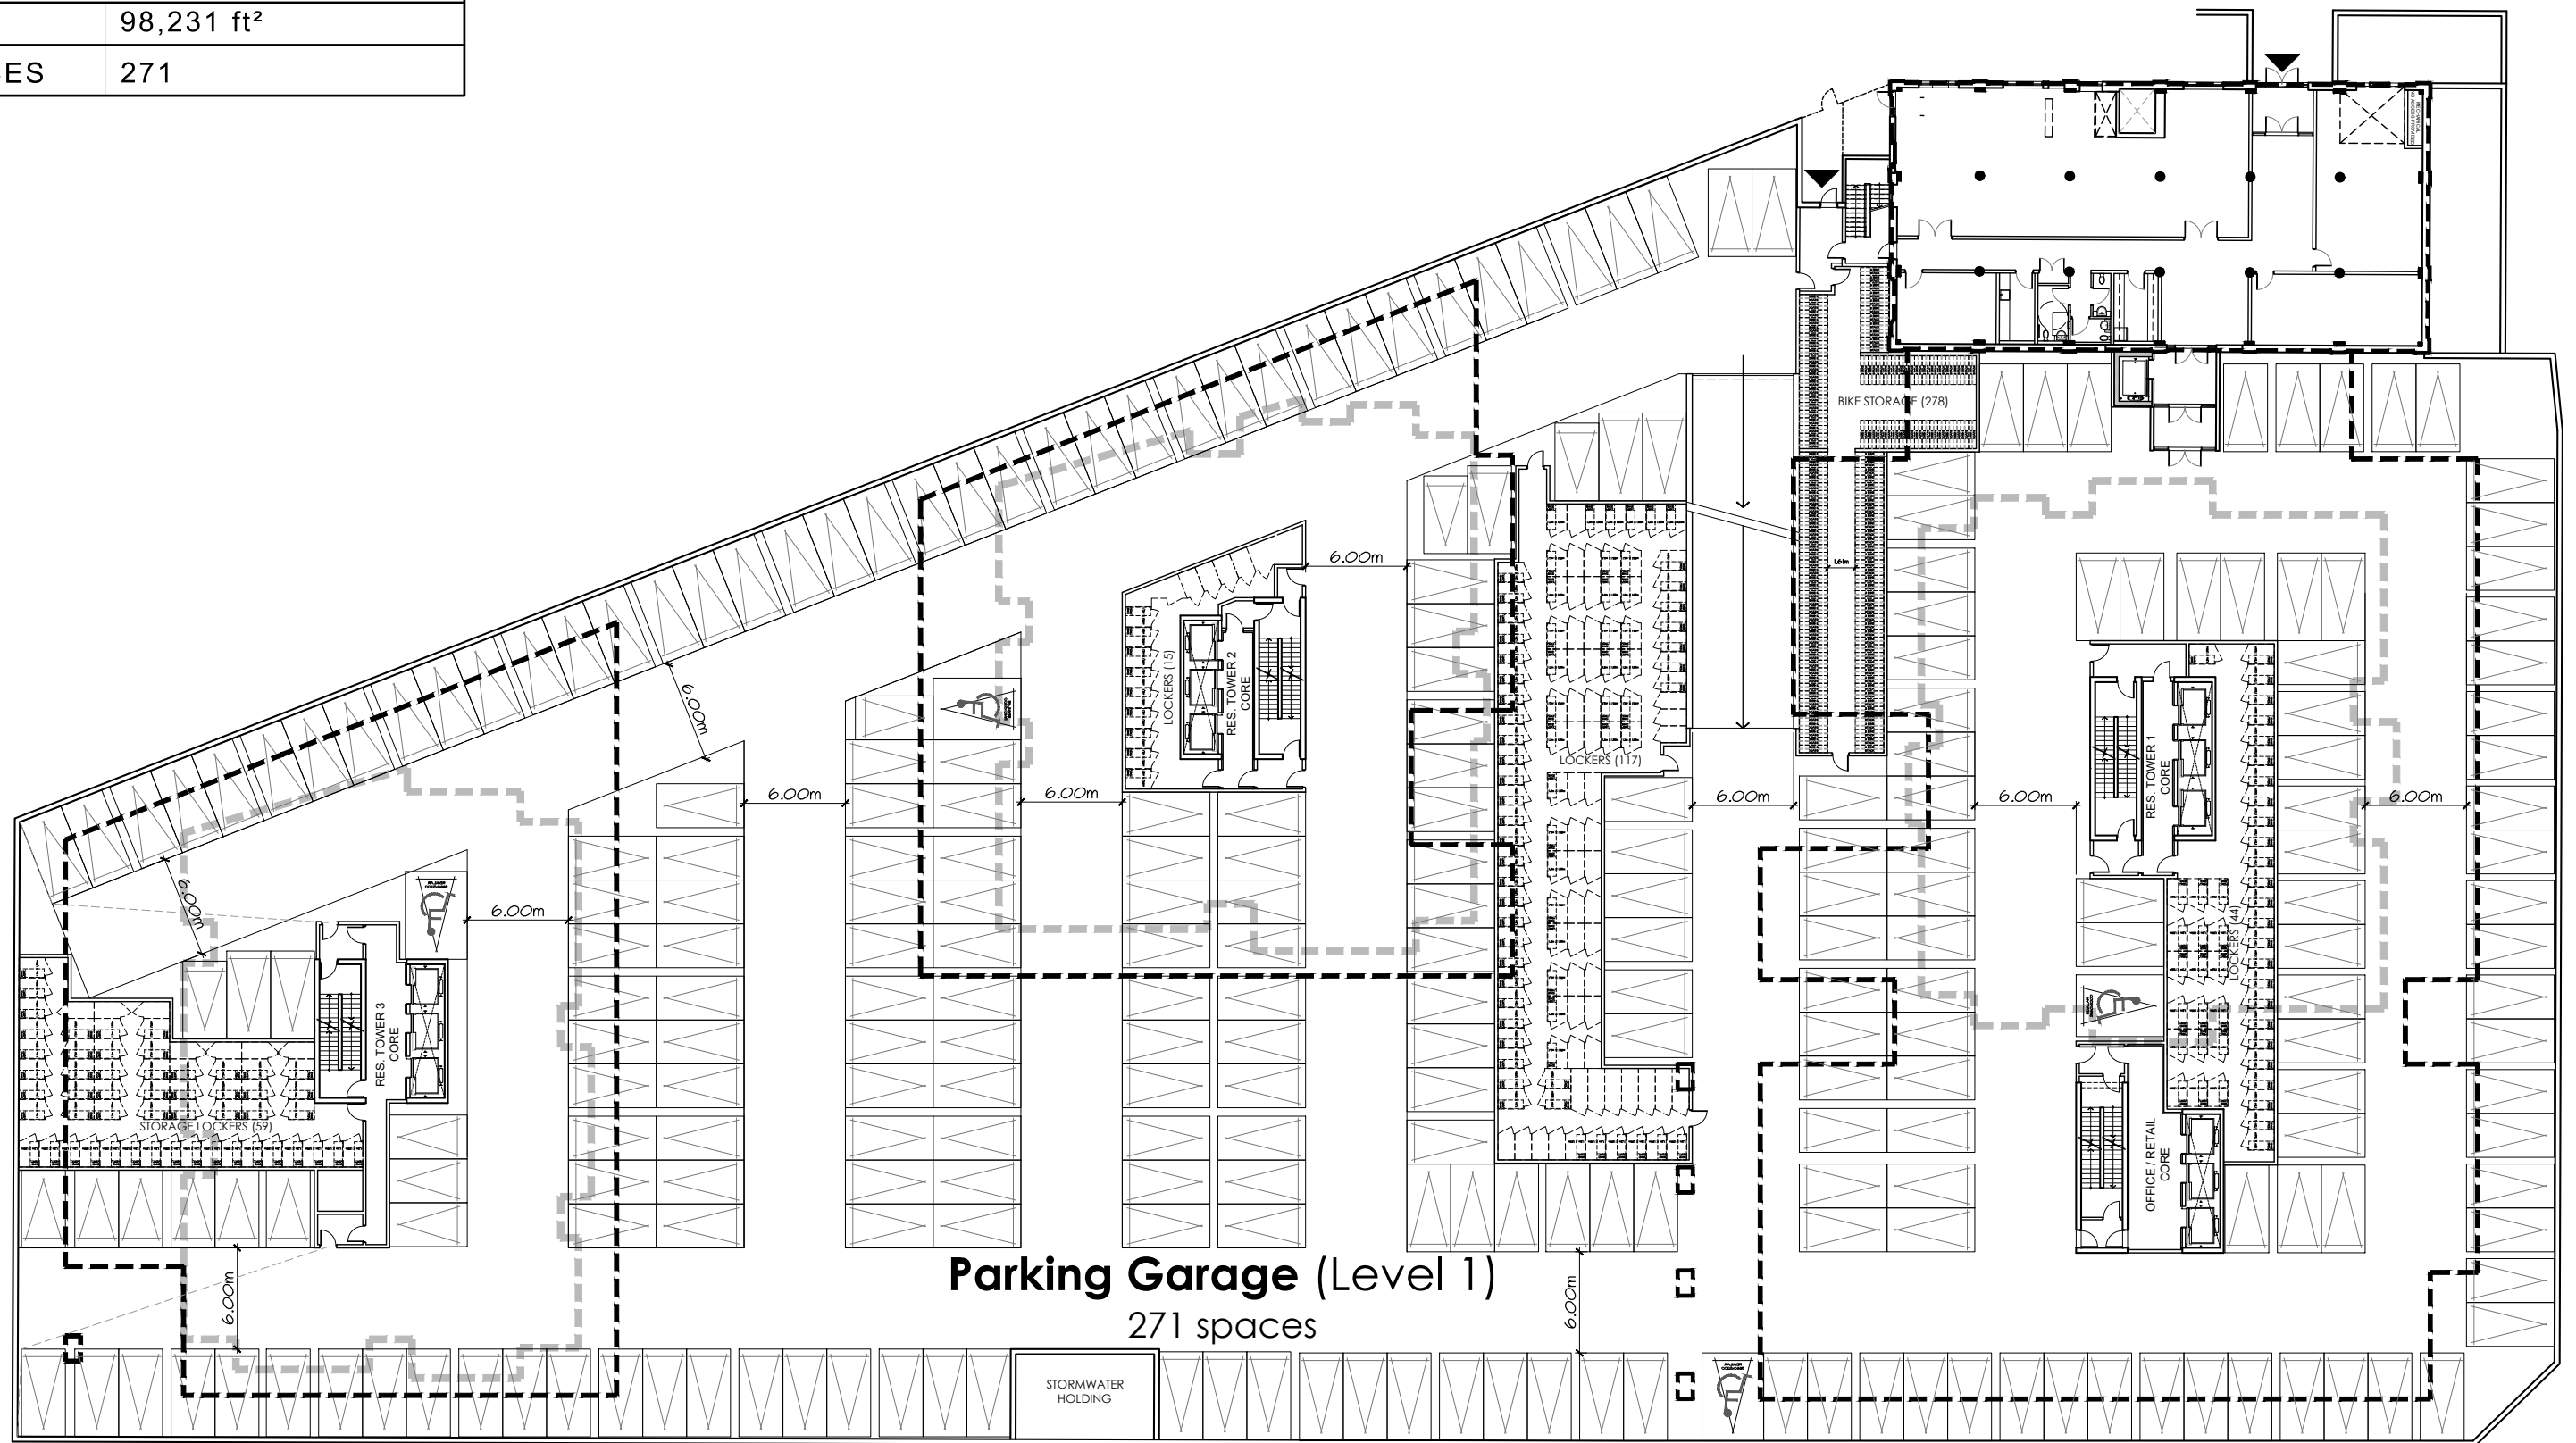 98,231 ft²
ES 271
BIKE STORAGE (278)
1.61m
6.00m
LOCKERS (15)
RES. TOWER 2
CORE
6.00m
LOCKERS (117)
6.00m
6.00m
6.00m
6.00m
RES. TOWER 1
CORE
6.00m
6.00m
6.00m
LOCKERS (44)
RES. TOWER 3
CORE
STORAGE LOCKERS (59)
OFFICE / RETAIL
CORE
6.00m
6.00m
Parking Garage (Level 1)
271 spaces
STORMWATER
HOLDING